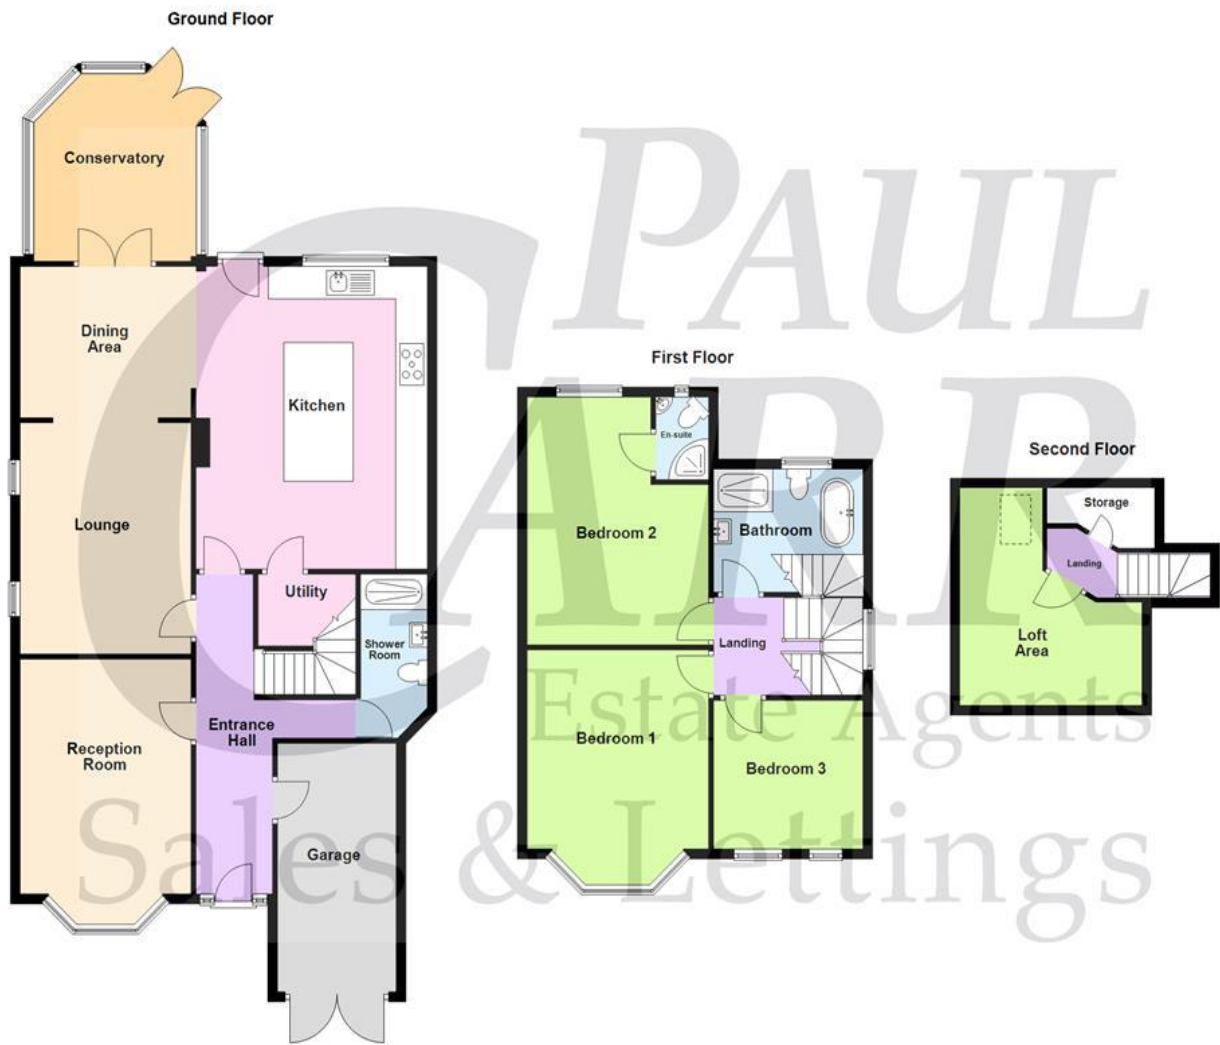 Ground Floor
Conservatory
Dining
Area
Kitchen
Lounge
Utility
Shower
Room
Entrance
Hall
Reception
Room
Garage
First Floor
En-suite
Bedroom 2
Bathroom
Landing
Bedroom 1
Bedroom 3
Second Floor
Storage
Landing
Loft
Area
PAUL
CARR
Estate Agents
Sales & Lettings